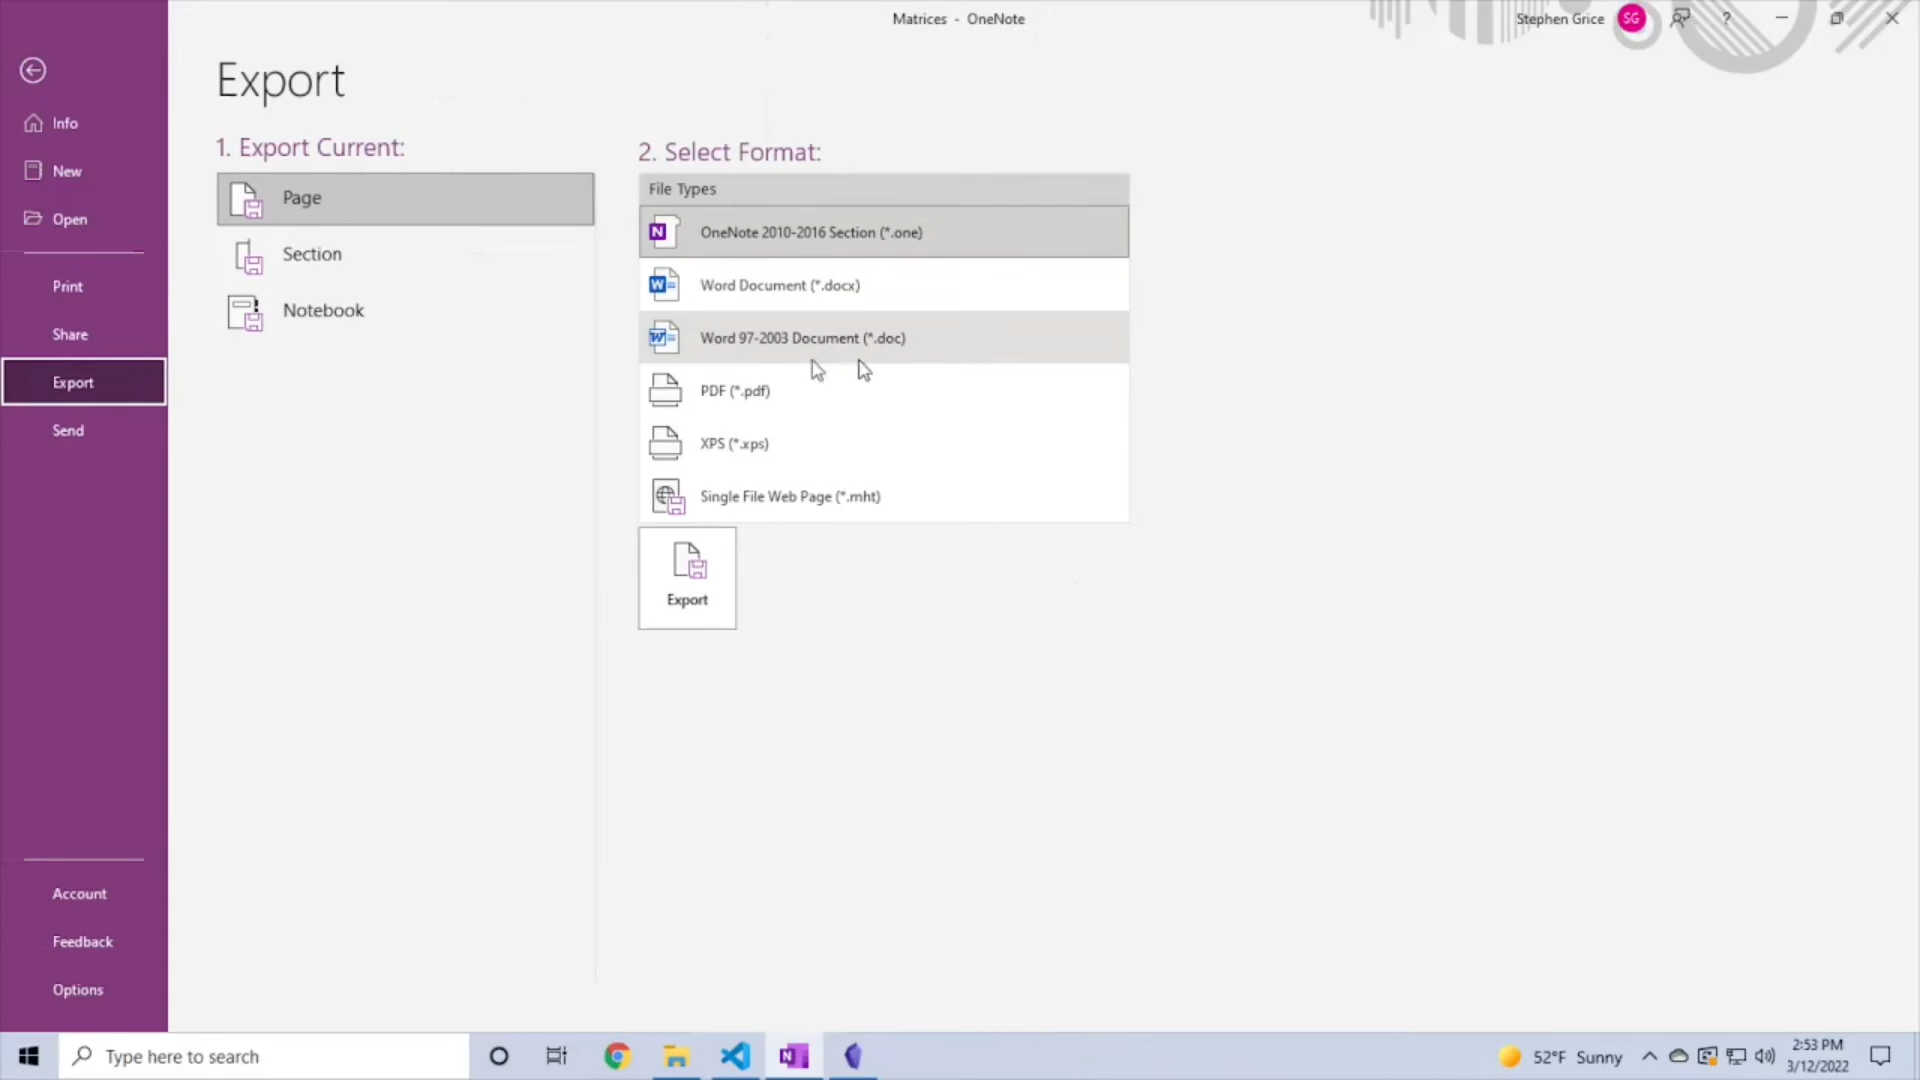 Matrices - OneNote
Stephen Grice
SG
?
Export
Info
New
Open
Print
Share
Export
Send
Account
Feedback
Options
1. Export Current:
Page
Section
Notebook
2. Select Format:
File Types
OneNote 2010-2016 Section (*.one)
Word Document (*.docx)
Word 97-2003 Document (*.doc)
PDF (*.pdf)
XPS (*.xps)
Single File Web Page (*.mht)
Export
Type here to search
52°F Sunny
2:53 PM
3/12/2022